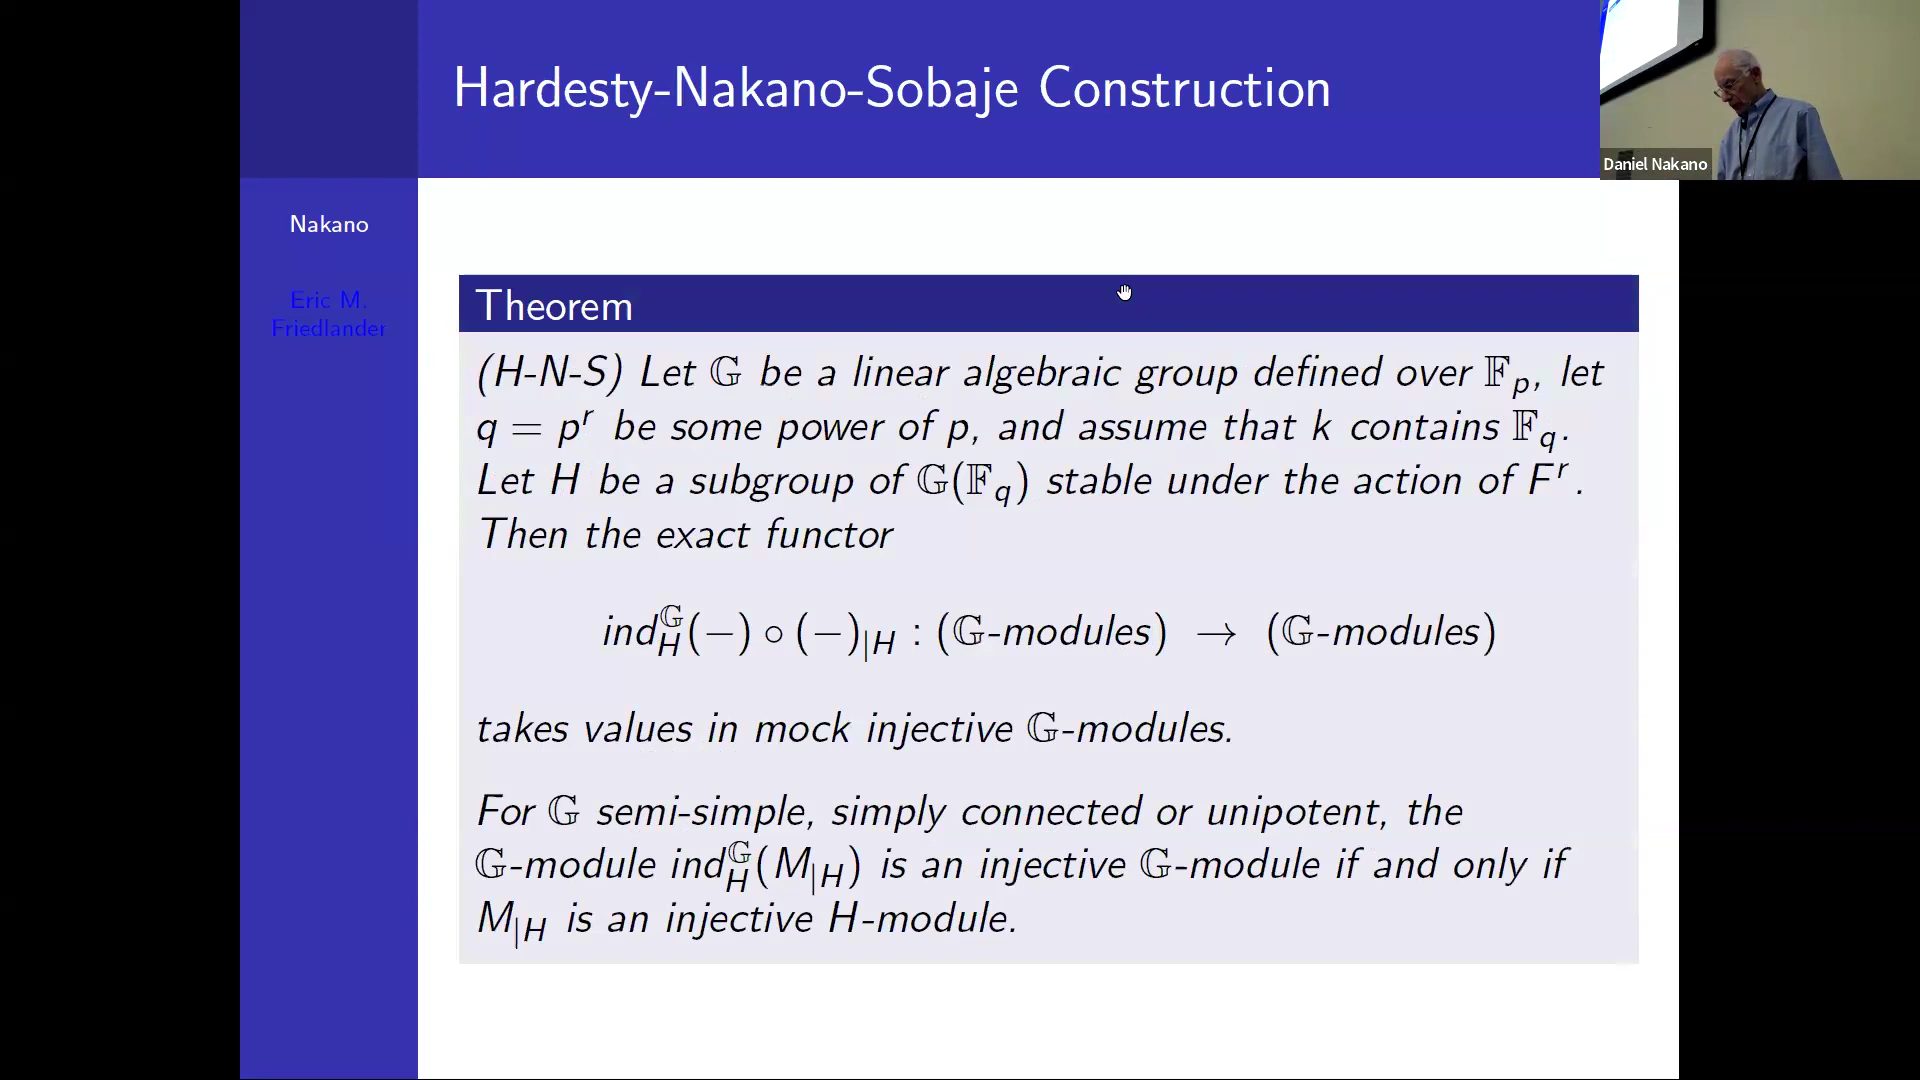 Hardesty-Nakano-Sobaje Construction
Daniel Nakano
Nakano
Eric M.
Friedlander
Theorem
(H-N-S) Let 𝔾 be a linear algebraic group defined over 𝔽_p, let
q = p^r be some power of p, and assume that k contains 𝔽_q.
Let H be a subgroup of 𝔾(𝔽_q) stable under the action of F^r.
Then the exact functor
ind_H^𝔾(−) ∘ (−)_{|H} : (𝔾-modules) → (𝔾-modules)
takes values in mock injective 𝔾-modules.
For 𝔾 semi-simple, simply connected or unipotent, the
𝔾-module ind_H^𝔾(M_{|H}) is an injective 𝔾-module if and only if
M_{|H} is an injective H-module.